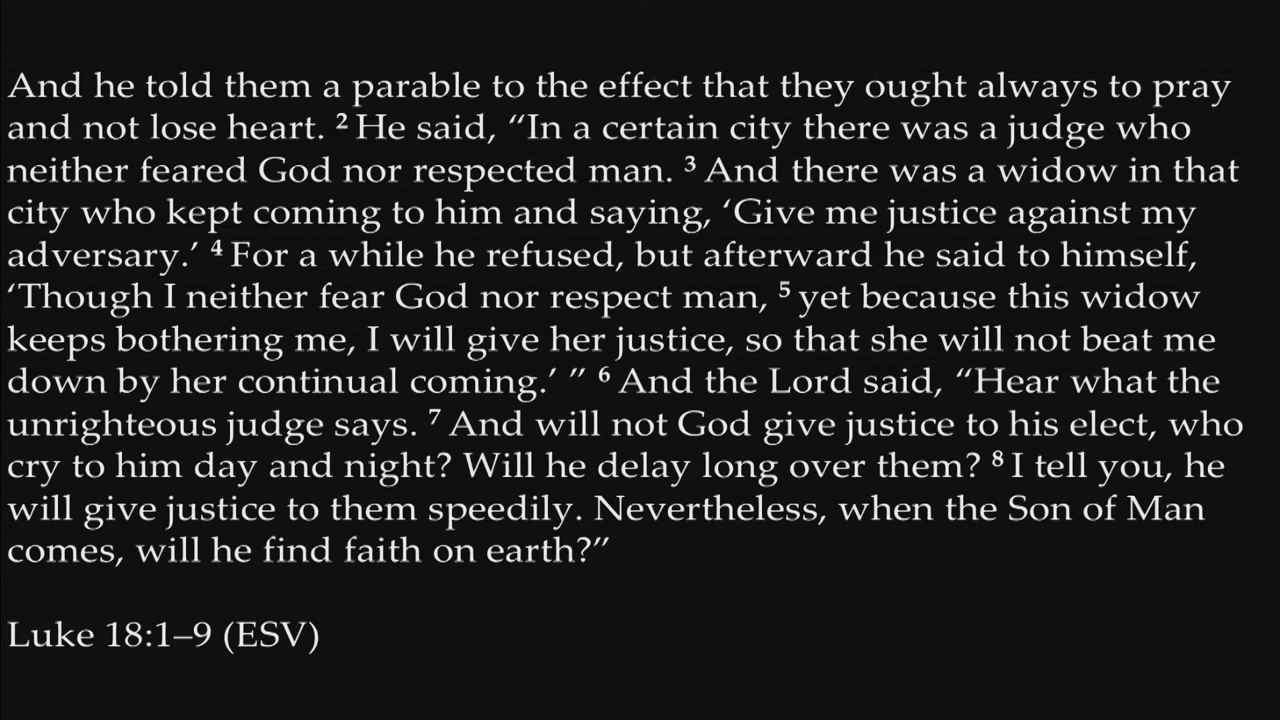 And he told them a parable to the effect that they ought always to pray
and not lose heart. ² He said, “In a certain city there was a judge who
neither feared God nor respected man. ³ And there was a widow in that
city who kept coming to him and saying, ‘Give me justice against my
adversary.’ ⁴ For a while he refused, but afterward he said to himself,
‘Though I neither fear God nor respect man, ⁵ yet because this widow
keeps bothering me, I will give her justice, so that she will not beat me
down by her continual coming.’ ” ⁶ And the Lord said, “Hear what the
unrighteous judge says. ⁷ And will not God give justice to his elect, who
cry to him day and night? Will he delay long over them? ⁸ I tell you, he
will give justice to them speedily. Nevertheless, when the Son of Man
comes, will he find faith on earth?”
Luke 18:1–9 (ESV)